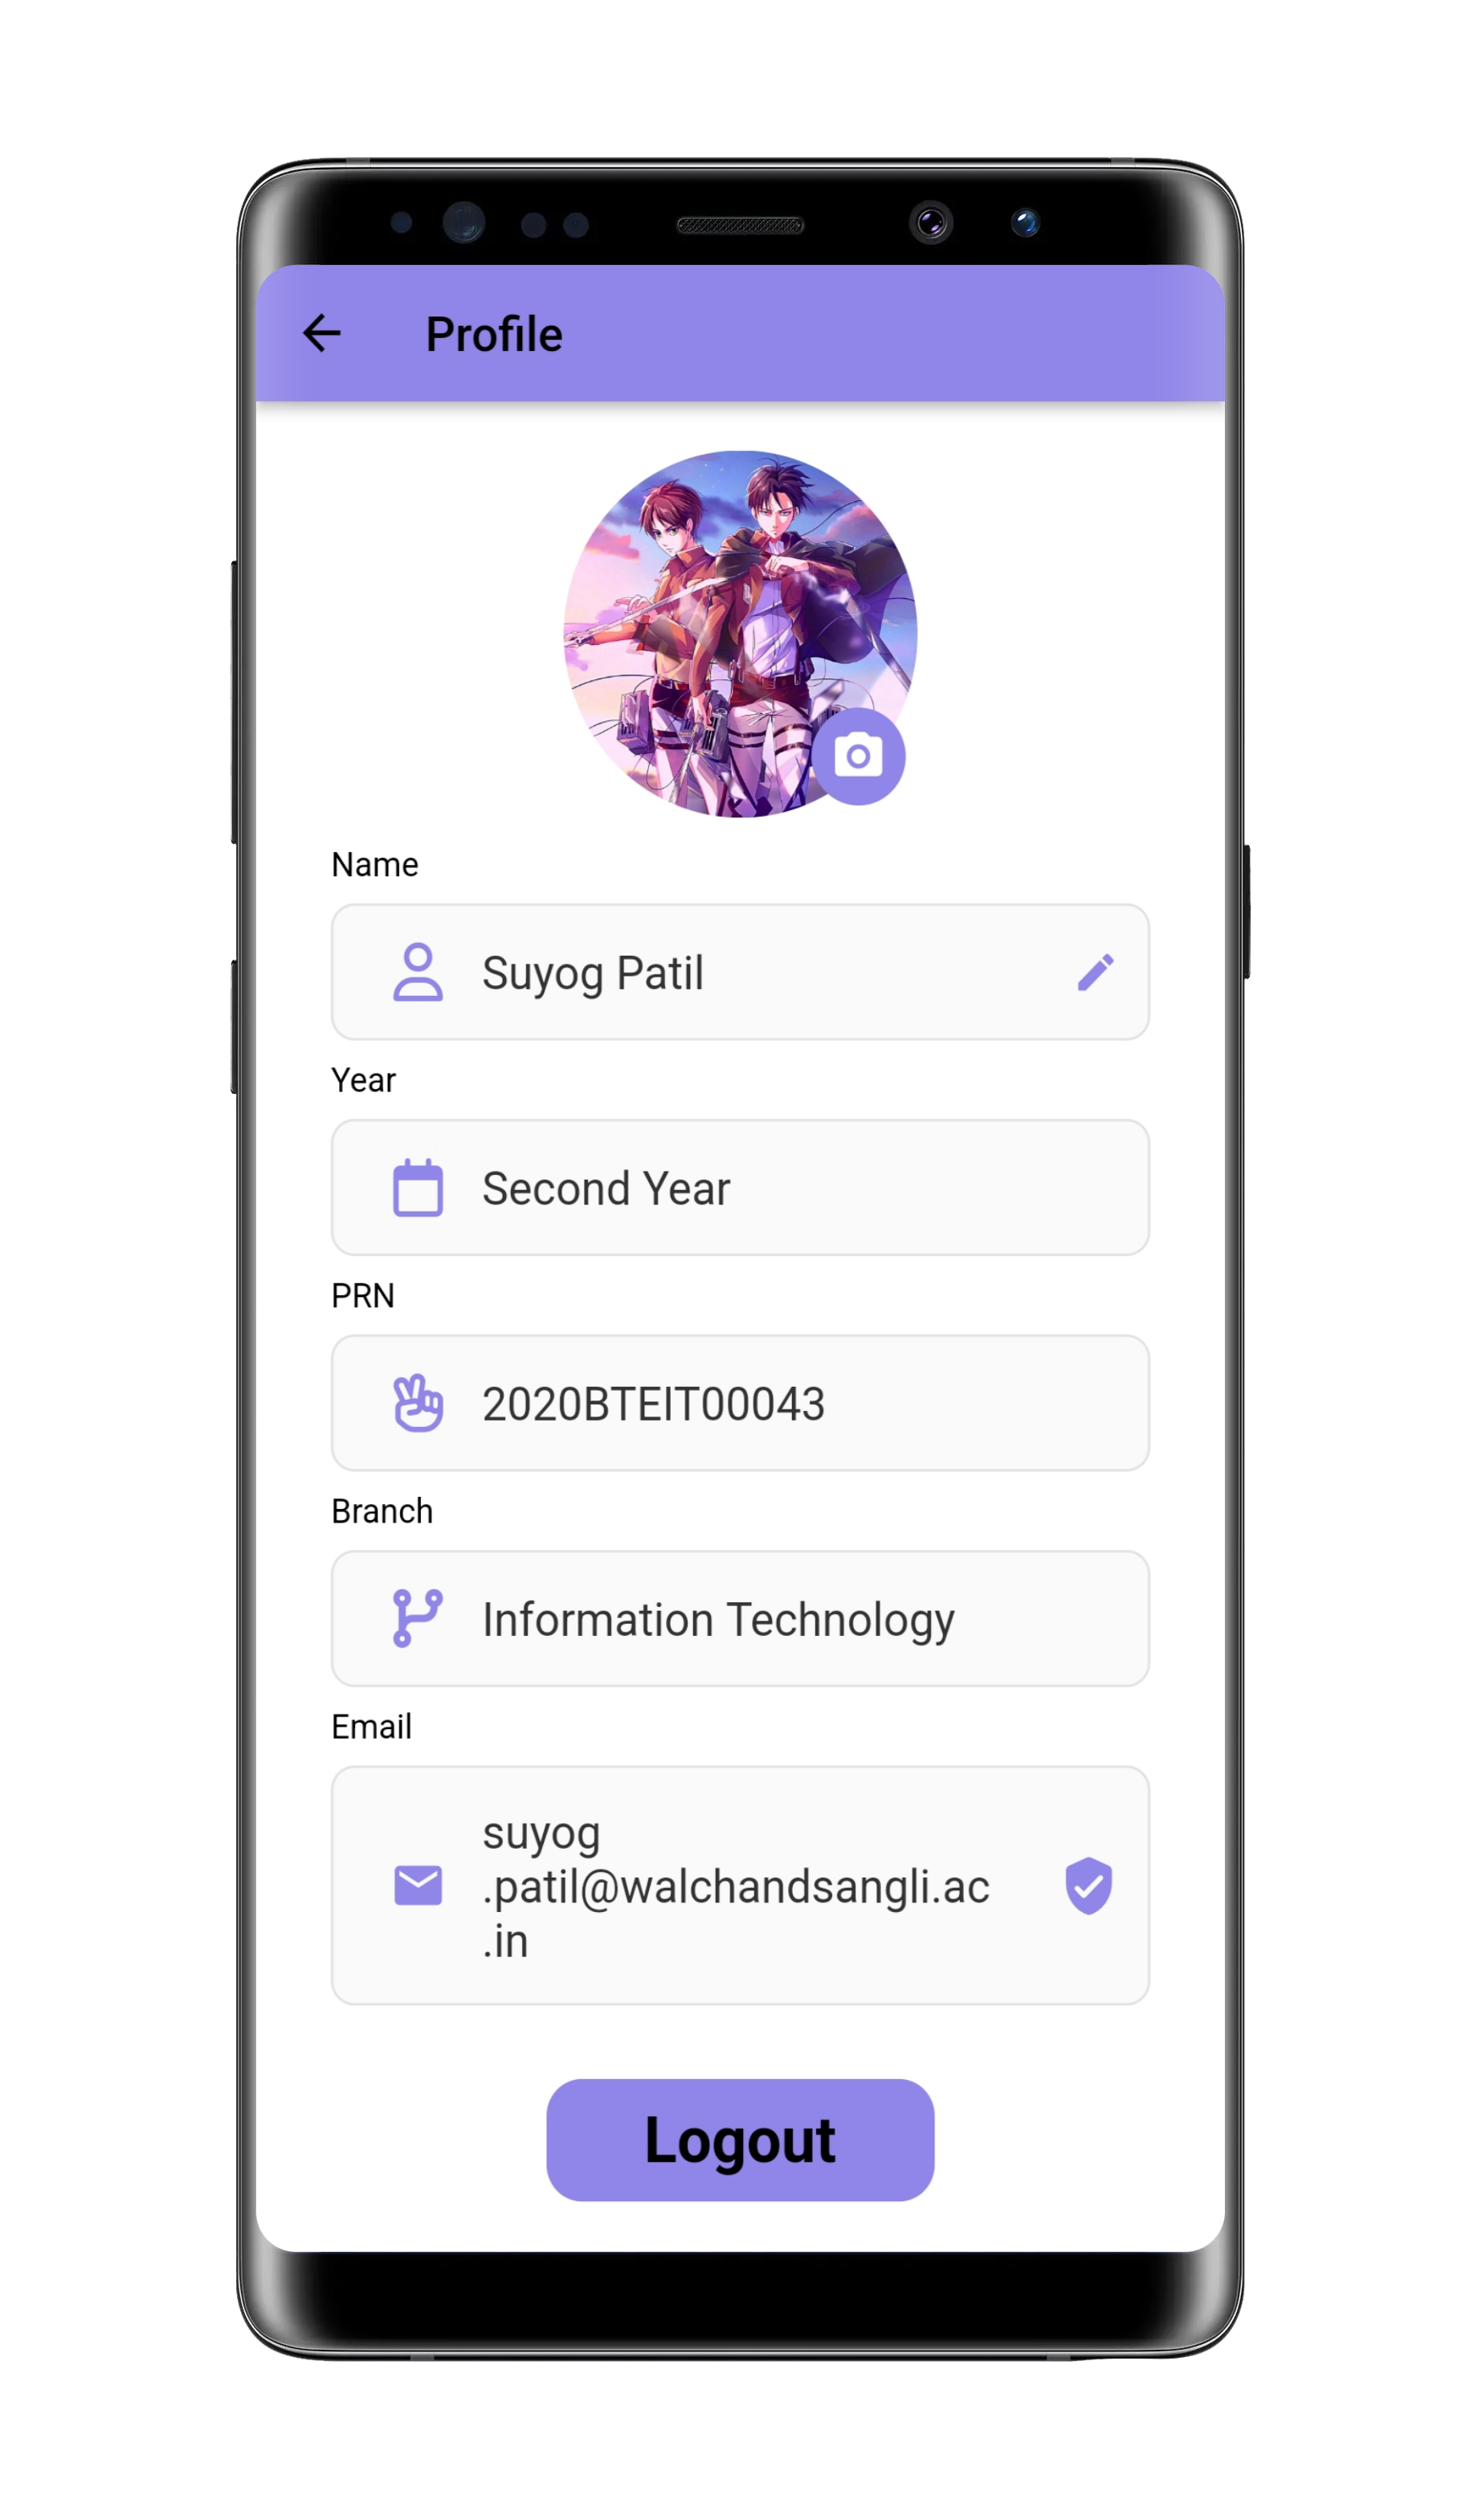 Profile
Name
Suyog Patil
Year
Second Year
PRN
2020BTEIT00043
Branch
Information Technology
Email
suyog
.patil@walchandsangli.ac
.in
Logout